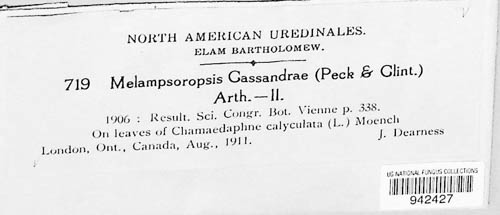 NORTH AMERICAN UREDINALES.
ELAM BARTHOLOMEW.
719 Melampsoropsis Cassandrae (Peck & Clint.)
Arth.—II.
1906 : Result. Sci. Congr. Bot. Vienne p. 338.
On leaves of Chamaedaphne calyculata (L.) Moench
London, Ont., Canada, Aug., 1911. J. Dearness
US NATIONAL FUNGUS COLLECTIONS
942427